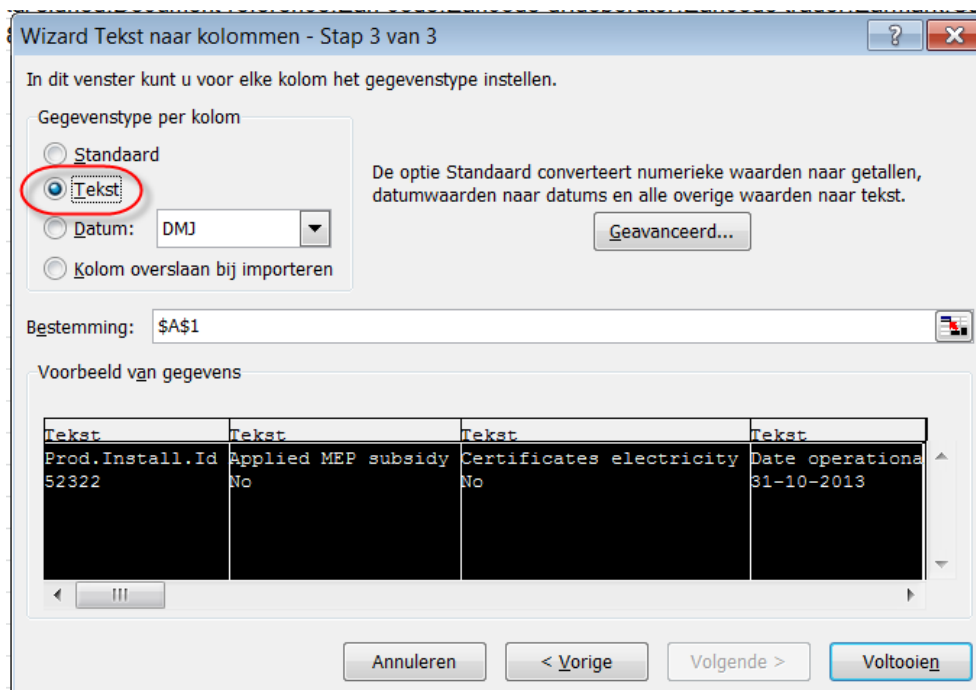 Wizard Tekst naar kolommen - Stap 3 van 3
In dit venster kunt u voor elke kolom het gegevenstype instellen.
Gegevenstype per kolom
Standaard
Tekst
Datum: DMJ
Kolom overslaan bij importeren
De optie Standaard converteert numerieke waarden naar getallen,
datumwaarden naar datums en alle overige waarden naar tekst.
Geavanceerd...
Bestemming: $A$1
Voorbeeld van gegevens
Tekst Tekst Tekst Tekst
Prod.Install.Id Applied MEP subsidy Certificates electricity Date operationa
52322 No No 31-10-2013
Annuleren < Vorige Volgende > Voltooien